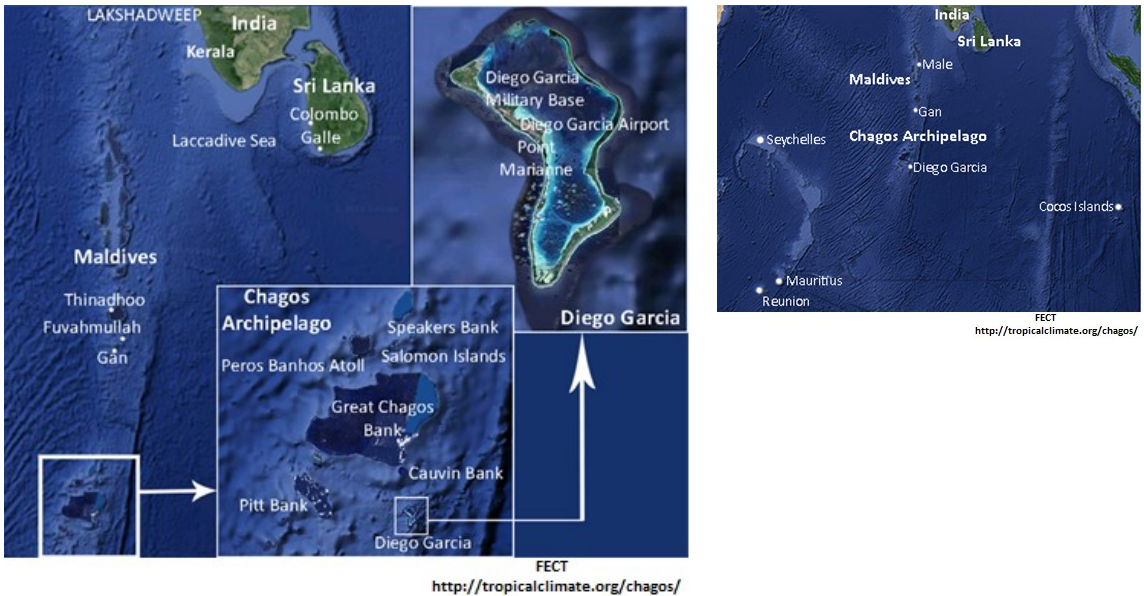 LAKSHADWEEP
India
Kerala
Sri Lanka
Colombo
Galle
Laccadive Sea
Maldives
Thinadhoo
Fuvahmullah
Gan
Chagos
Archipelago
Speakers Bank
Salomon Islands
Peros Banhos Atoll
Great Chagos
Bank
Cauvin Bank
Pitt Bank
Diego Garcia
Diego Garcia
Military Base
Diego Garcia Airport
Point
Marianne
Diego Garcia
FECT
http://tropicalclimate.org/chagos/
India
Sri Lanka
Male
Maldives
Gan
Chagos Archipelago
Seychelles
Diego Garcia
Cocos Islands
Mauritius
Reunion
FECT
http://tropicalclimate.org/chagos/